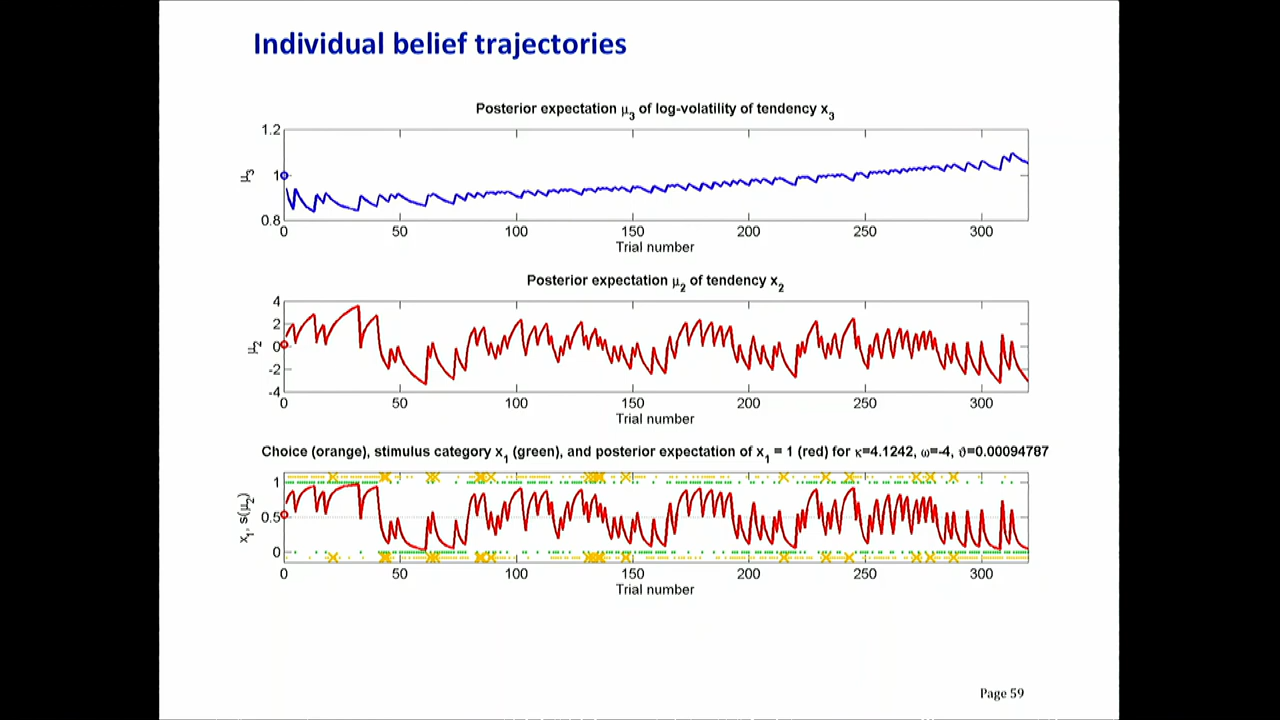 Individual belief trajectories
Posterior expectation μ3 of log-volatility of tendency x3
1.2
1
0.8
μ3
0 50 100 150 200 250 300
Trial number
Posterior expectation μ2 of tendency x2
4
2
0
-2
-4
μ2
0 50 100 150 200 250 300
Trial number
Choice (orange), stimulus category x1 (green), and posterior expectation of x1 = 1 (red) for κ=4.1242, ω=-4, ϑ=0.00094787
1
0.5
0
x1, s(μ2)
0 50 100 150 200 250 300
Trial number
Page 59